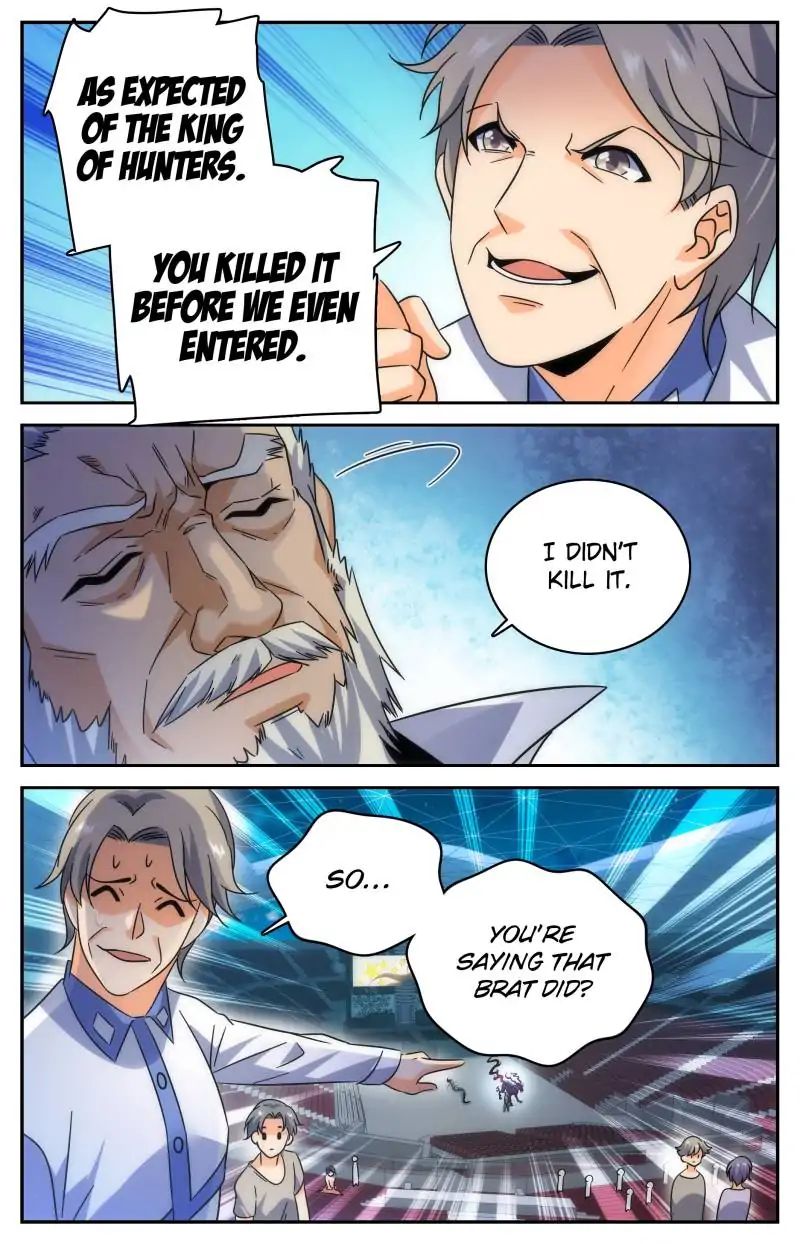 AS EXPECTED
OF THE KING
OF HUNTERS.
YOU KILLED IT
BEFORE WE EVEN
ENTERED.
I DIDN'T
KILL IT.
SO...
YOU'RE
SAYING THAT
BRAT DID?